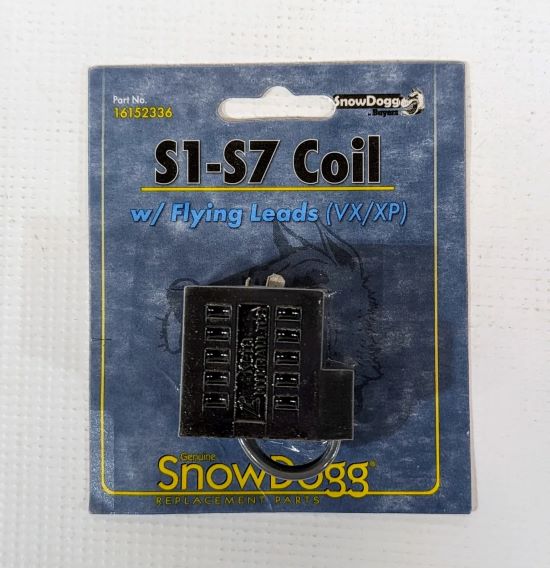 Part No.
16152336
SnowDogg
by Buyers
S1-S7 Coil
w/ Flying Leads (VX/XP)
Genuine
SnowDogg®
REPLACEMENT PARTS